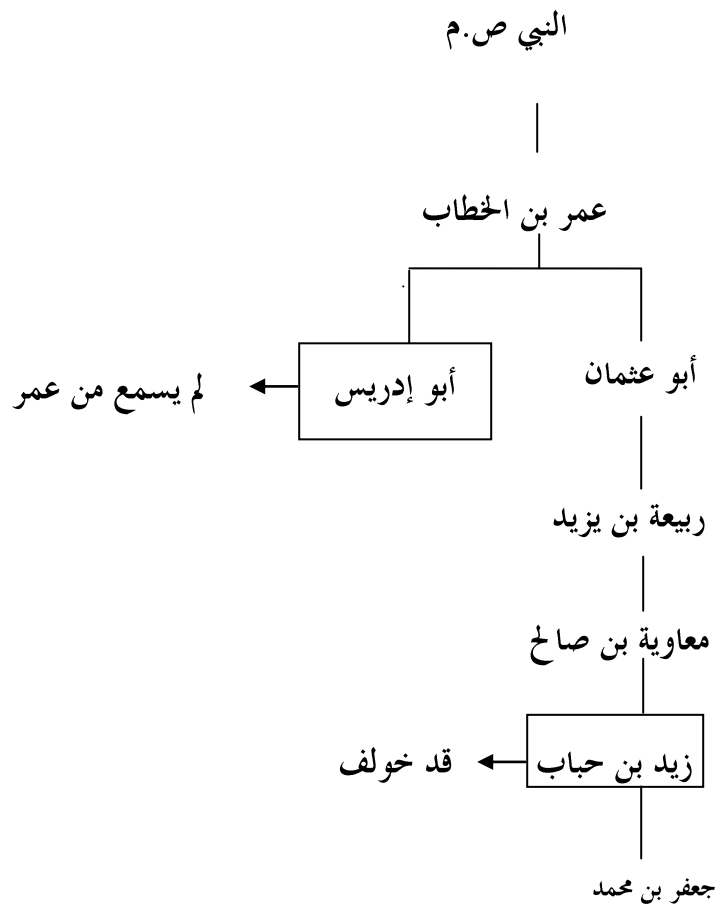 النبي ص.م
عمر بن الخطاب
أبو عثمان
أبو إدريس
لم يسمع من عمر
ربيعة بن يزيد
معاوية بن صالح
زيد بن حباب
قد خولف
جعفر بن محمد